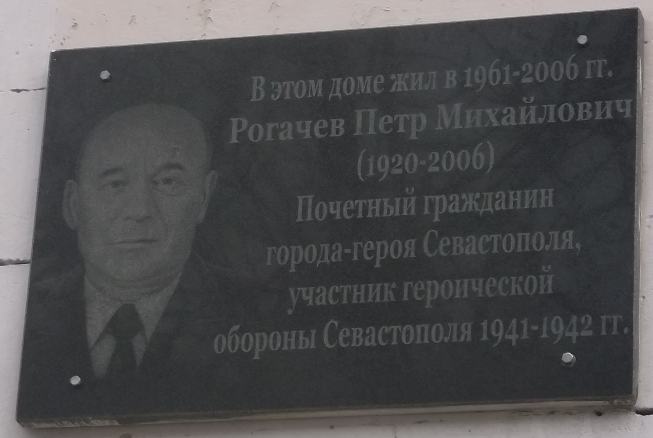 В этом доме жил в 1961-2006 гг.
Рогачев Петр Михайлович
(1920-2006)
Почетный гражданин
города-героя Севастополя,
участник героической
обороны Севастополя 1941-1942 гг.